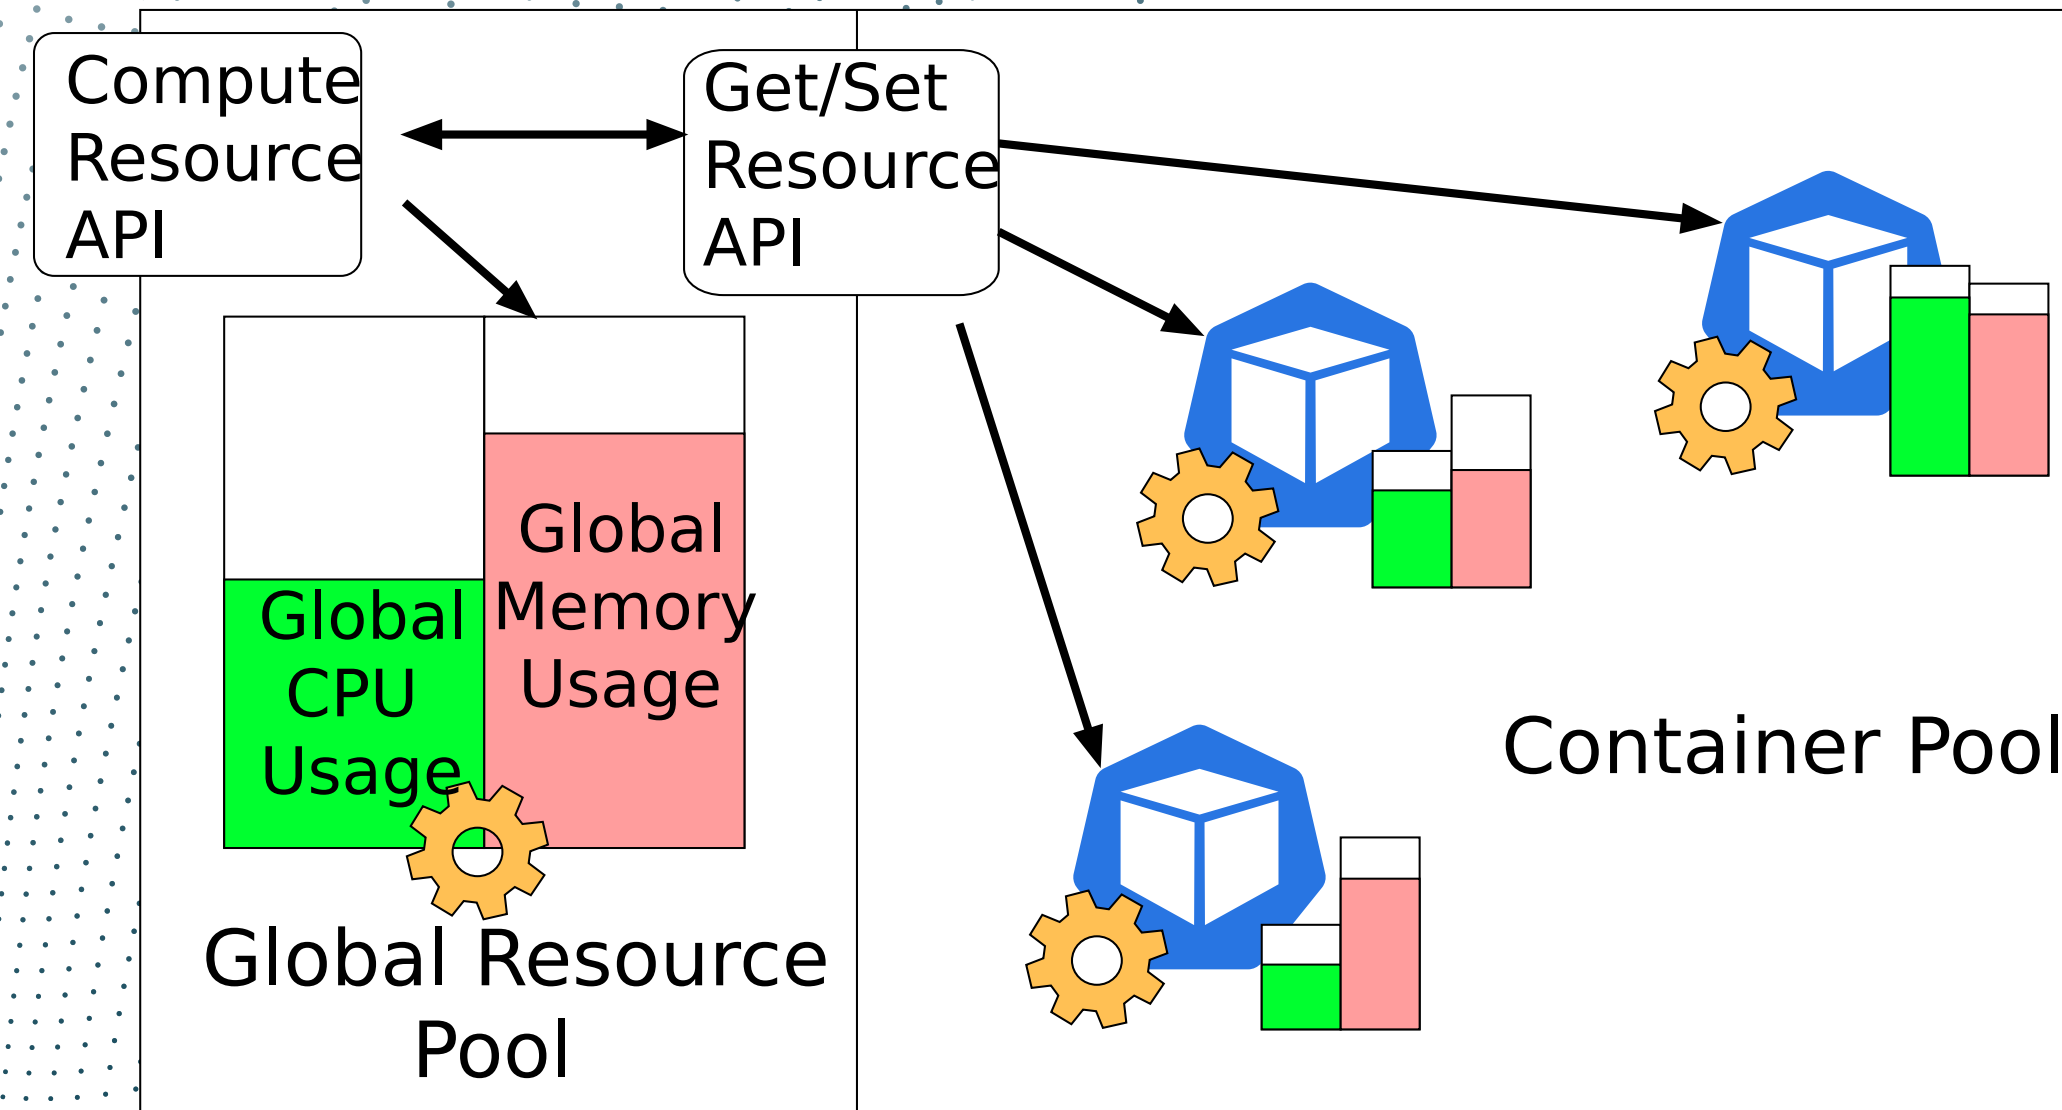 Compute
Resource
API
Get/Set
Resource
API
Global
CPU
Usage
Global
Memory
Usage
Global Resource
Pool
Container Pool